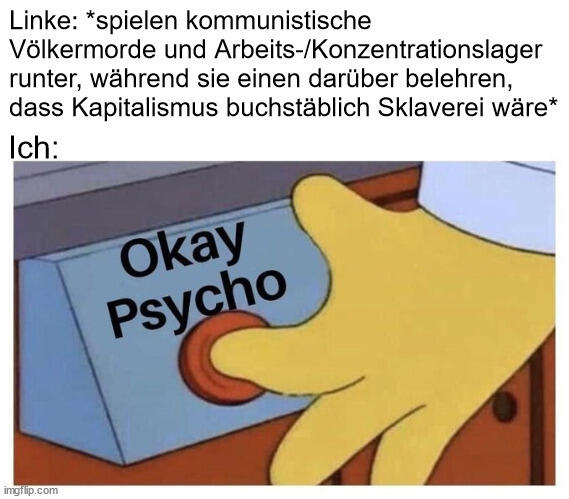 Linke: *spielen kommunistische
Völkermorde und Arbeits-/Konzentrationslager
runter, während sie einen darüber belehren,
dass Kapitalismus buchstäblich Sklaverei wäre*
Ich:
Okay
Psycho
imgflip.com